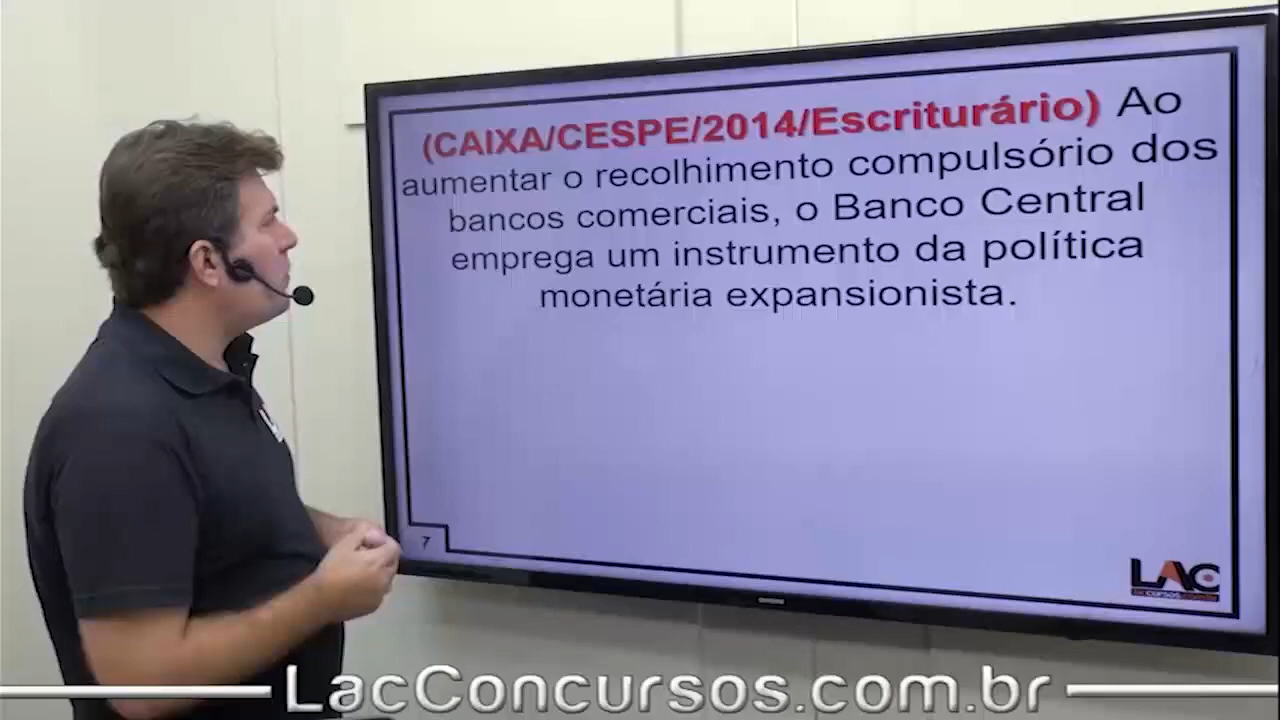 (CAIXA/CESPE/2014/Escriturário) Ao
aumentar o recolhimento compulsório dos
bancos comerciais, o Banco Central
emprega um instrumento da política
monetária expansionista.
7
LAC
LacConcursos.com.br